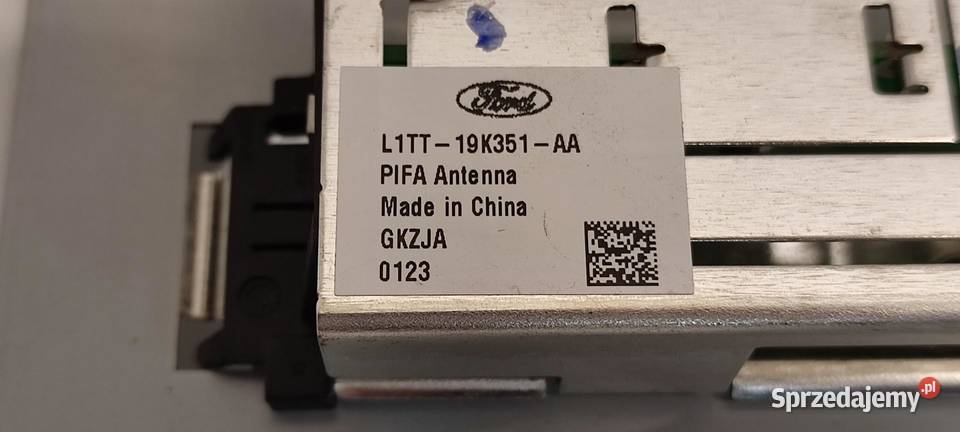 Ford
L1TT-19K351-AA
PIFA Antenna
Made in China
GKZJA
0123
Sprzedajemy.pl